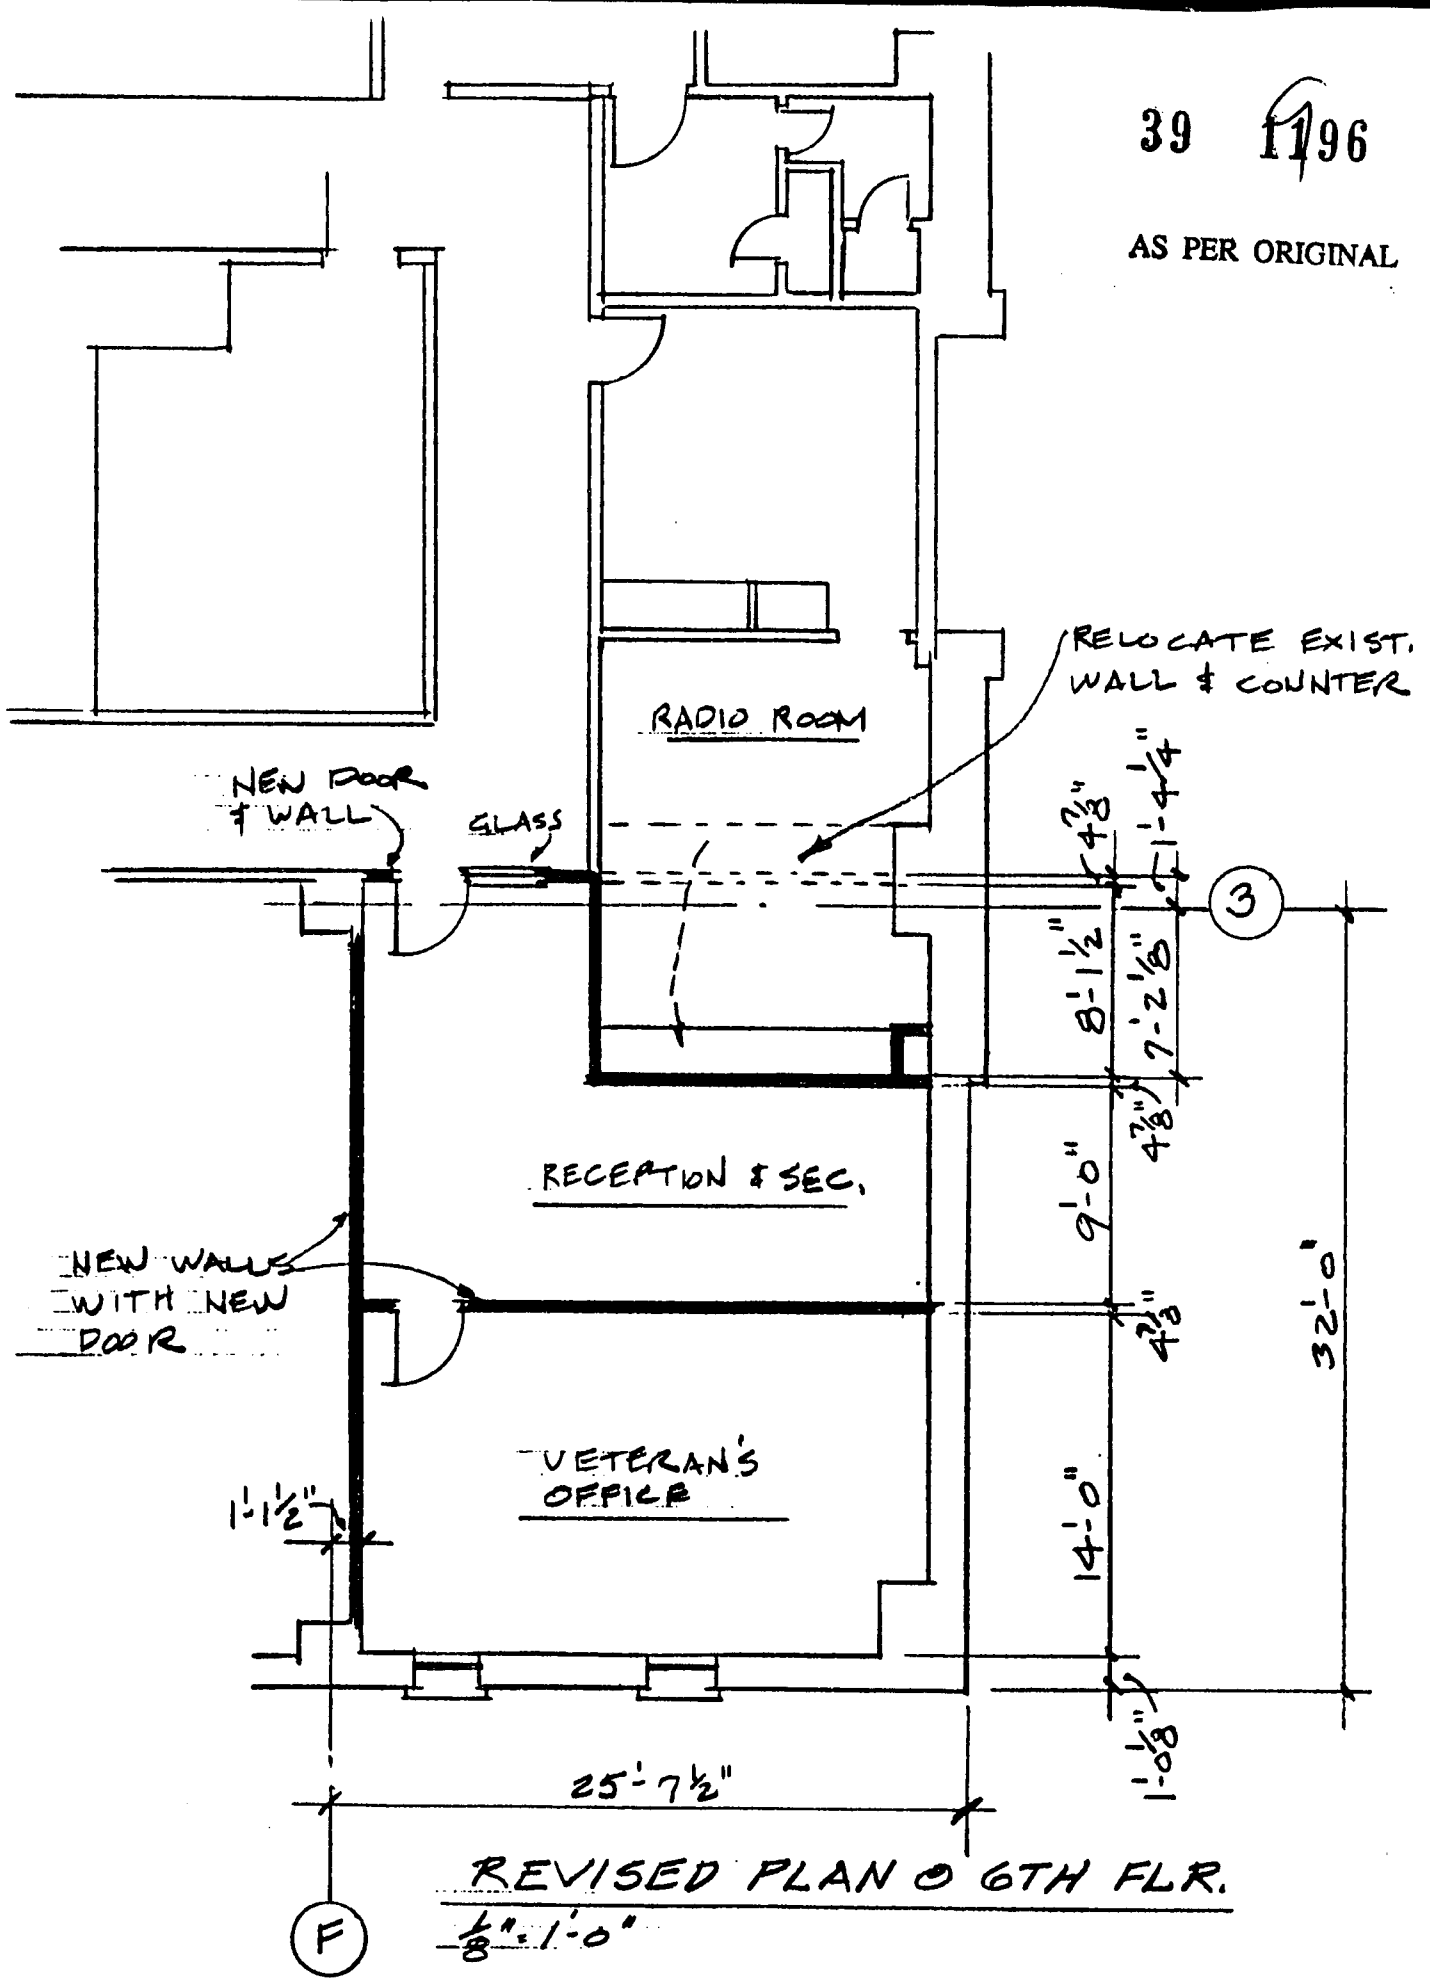 39 1196
AS PER ORIGINAL
RELOCATE EXIST.
WALL & COUNTER
RADIO ROOM
NEW DOOR
& WALL
GLASS
4 7/8"
1'-4 1/4"
3
8'-1 1/2"
7'-2 1/8"
4 7/8"
RECEPTION & SEC.
9'-0"
NEW WALLS
WITH NEW
DOOR
4 7/8"
32'-0"
VETERAN'S
OFFICE
1'-1 1/2"
14'-0"
1'-0 1/8"
25'-7 1/2"
REVISED PLAN @ 6TH FLR.
1/8" = 1'-0"
F